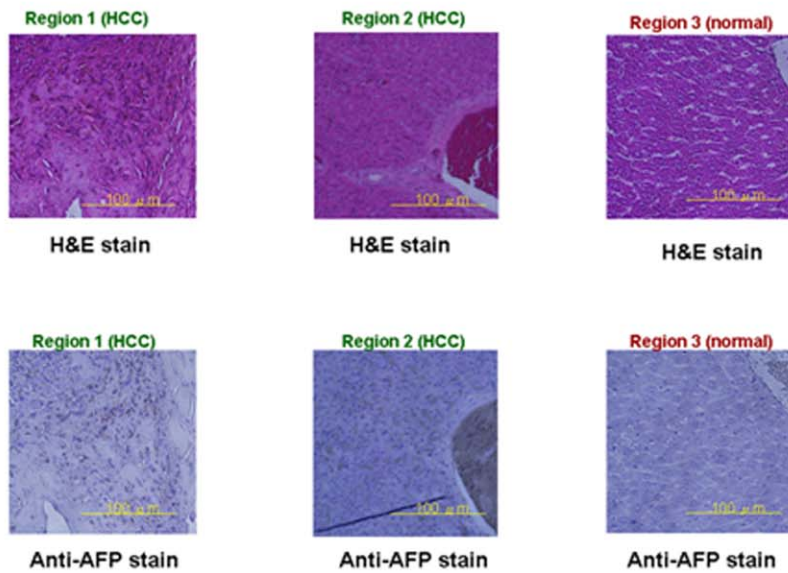 Region 1 (HCC)
Region 2 (HCC)
Region 3 (normal)
100 μm
100 μm
100 μm
H&E stain
H&E stain
H&E stain
Region 1 (HCC)
Region 2 (HCC)
Region 3 (normal)
100 μm
100 μm
100 μm
Anti-AFP stain
Anti-AFP stain
Anti-AFP stain